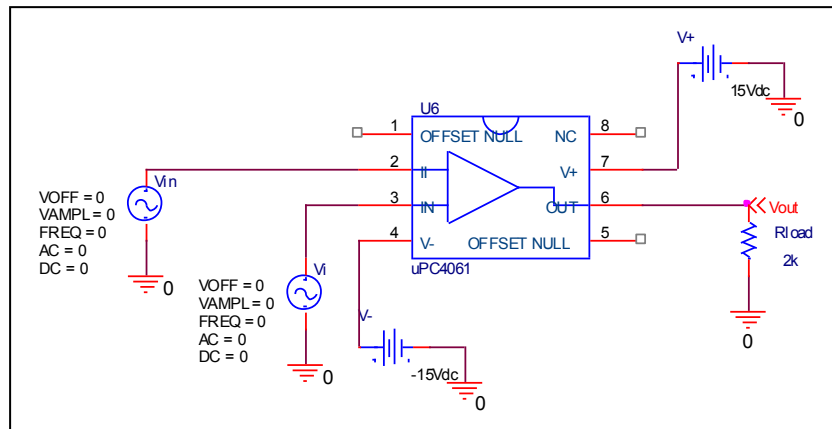 V+
15Vdc
0
U6
1
OFFSET NULL
NC
8
2
II
V+
7
3
IN
OUT
6
4
V-
OFFSET NULL
5
uPC4061
Vin
VOFF = 0
VAMPL = 0
FREQ = 0
AC = 0
DC = 0
0
Vi
VOFF = 0
VAMPL = 0
FREQ = 0
AC = 0
DC = 0
0
V-
-15Vdc
0
Vout
Rload
2k
0